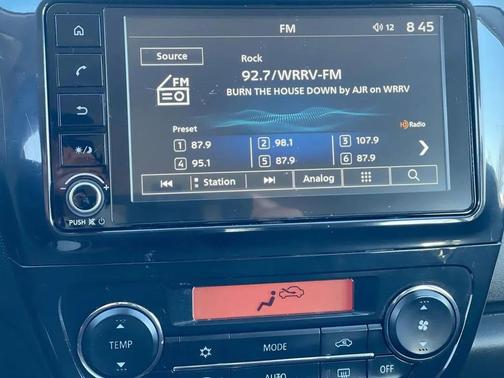 FM
12
8 45
Source
Rock
92.7/WRRV-FM
FM
BURN THE HOUSE DOWN by AJR on WRRV
HD Radio
Preset
1 87.9
2 98.1
3 107.9
4 95.1
5 87.9
6 87.9
Station
Analog
PUSH
TEMP
MODE
AUTO
OFF